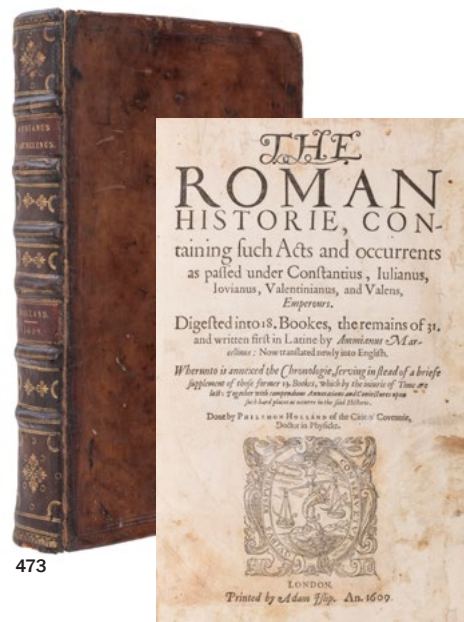 MIANUS
CELLINUS.
HOLLAND.
THE
ROMAN
HISTORIE, CON-
taining ſuch Acts and occurrents
as paſſed under Conſtantius, Iulianus,
Iovianus, Valentinianus, and Valens,
Emperours.
Digeſted into 18. Bookes, the remains of 31.
and written firſt in Latine by Ammianus Mar-
cellinus: Now tranſlated newly into Engliſh.
Whereunto is annexed the Chronologie, ſerving in ſtead of a briefe
ſupplement of thoſe former 13. Bookes, which by the iniurie of Time are
loſt: Together with compendious Annotations and Coniectures upon
ſuch hard places as occurre in the ſaid Hiſtorie.
Done by PHILEMON HOLLAND of the Citie of Coventrie,
Doctor in Phyſicke.
LONDON,
Printed by Adam Iſlip. An. 1609.
473